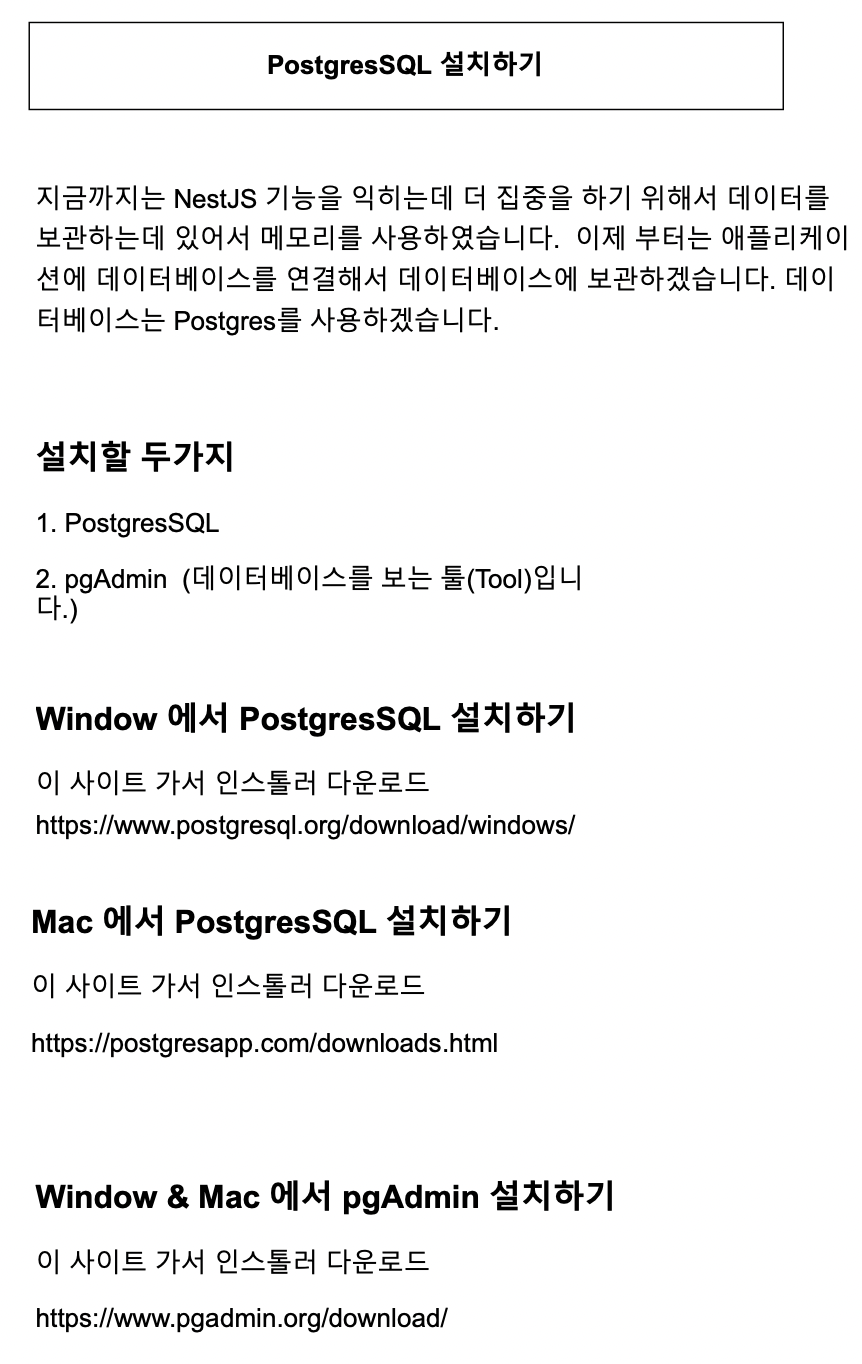 PostgresSQL 설치하기
지금까지는 NestJS 기능을 익히는데 더 집중을 하기 위해서 데이터를
보관하는데 있어서 메모리를 사용하였습니다.  이제 부터는 애플리케이
션에 데이터베이스를 연결해서 데이터베이스에 보관하겠습니다. 데이
터베이스는 Postgres를 사용하겠습니다.
설치할 두가지
1. PostgresSQL
2. pgAdmin  (데이터베이스를 보는 툴(Tool)입니
다.)
Window 에서 PostgresSQL 설치하기
이 사이트 가서 인스톨러 다운로드
https://www.postgresql.org/download/windows/
Mac 에서 PostgresSQL 설치하기
이 사이트 가서 인스톨러 다운로드
https://postgresapp.com/downloads.html
Window & Mac 에서 pgAdmin 설치하기
이 사이트 가서 인스톨러 다운로드
https://www.pgadmin.org/download/